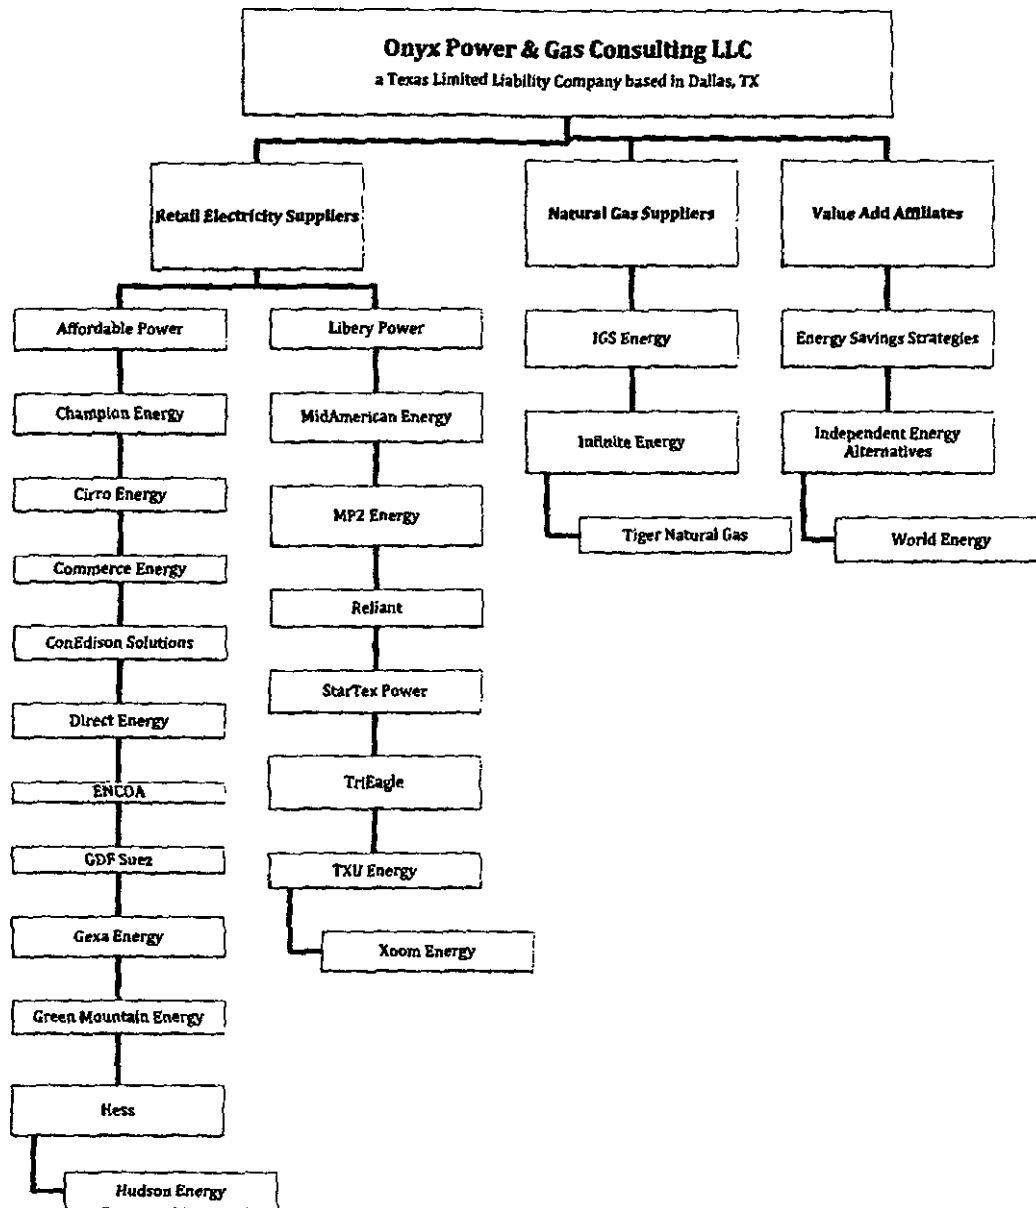 Onyx Power & Gas Consulting LLC
a Texas Limited Liability Company based in Dallas, TX
Retail Electricity Suppliers
Natural Gas Suppliers
Value Add Affiliates
Affordable Power
Champion Energy
Cirro Energy
Commerce Energy
ConEdison Solutions
Direct Energy
ENCOA
GDF Suez
Gexa Energy
Green Mountain Energy
Hess
Hudson Energy
Libery Power
MidAmerican Energy
MP2 Energy
Reliant
StarTex Power
TriEagle
TXU Energy
Xoom Energy
IGS Energy
Infinite Energy
Tiger Natural Gas
Energy Savings Strategies
Independent Energy
Alternatives
World Energy